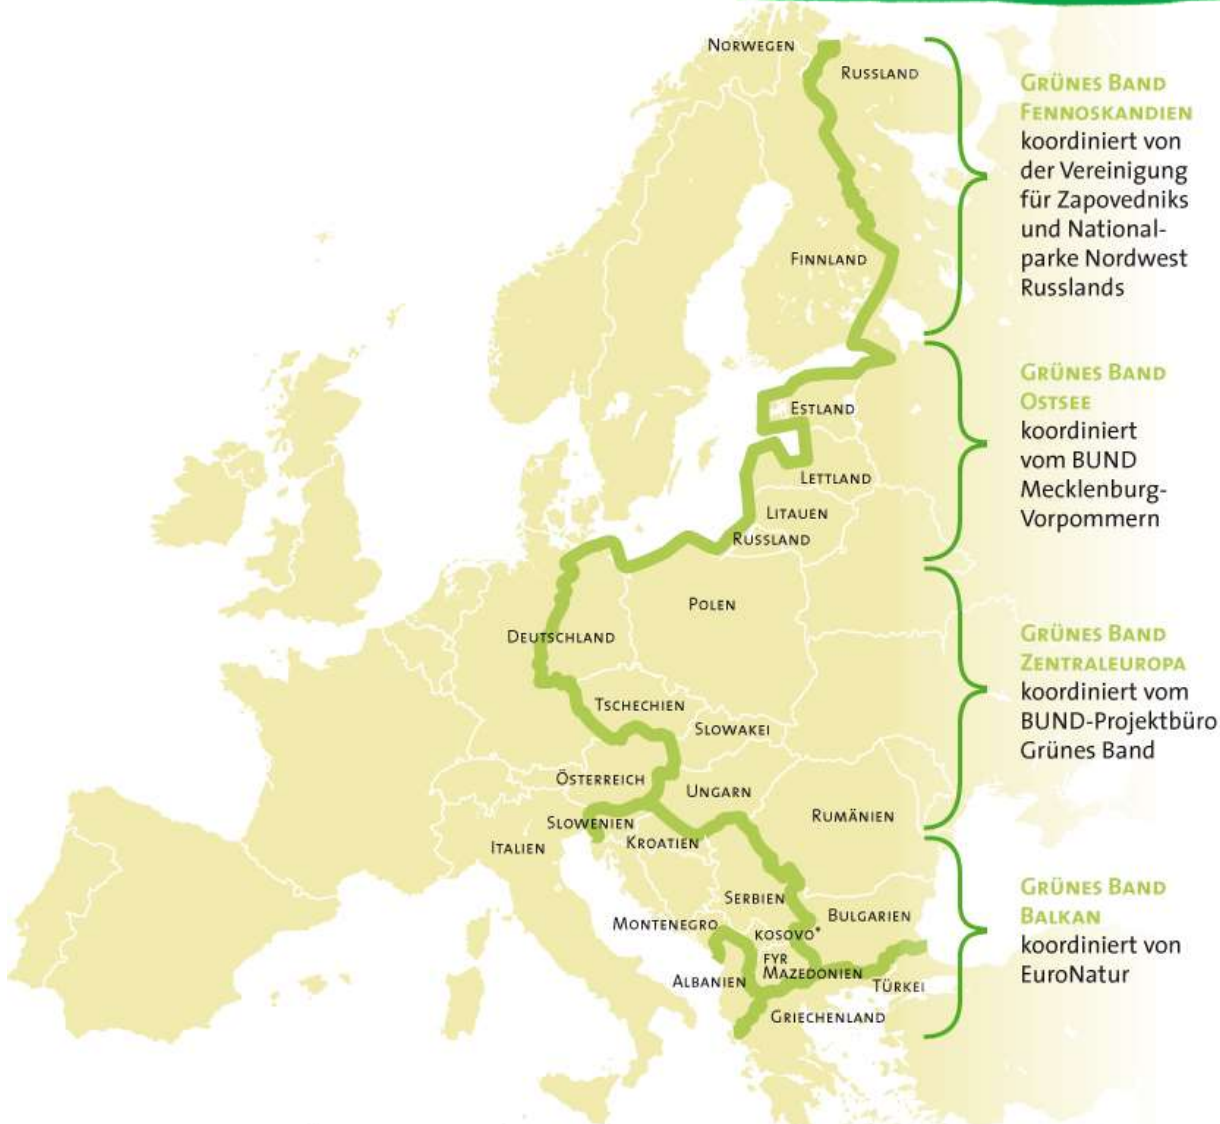 NORWEGEN
RUSSLAND
FINNLAND
ESTLAND
LETTLAND
LITAUEN
RUSSLAND
POLEN
DEUTSCHLAND
TSCHECHIEN
SLOWAKEI
ÖSTERREICH
UNGARN
SLOWENIEN
RUMÄNIEN
ITALIEN
KROATIEN
SERBIEN
BULGARIEN
MONTENEGRO
KOSOVO*
FYR
MAZEDONIEN
ALBANIEN
TÜRKEI
GRIECHENLAND
GRÜNES BAND
FENNOSKANDIEN
koordiniert von
der Vereinigung
für Zapovedniks
und National-
parke Nordwest
Russlands
GRÜNES BAND
OSTSEE
koordiniert
vom BUND
Mecklenburg-
Vorpommern
GRÜNES BAND
ZENTRALEUROPA
koordiniert vom
BUND-Projektbüro
Grünes Band
GRÜNES BAND
BALKAN
koordiniert von
EuroNatur